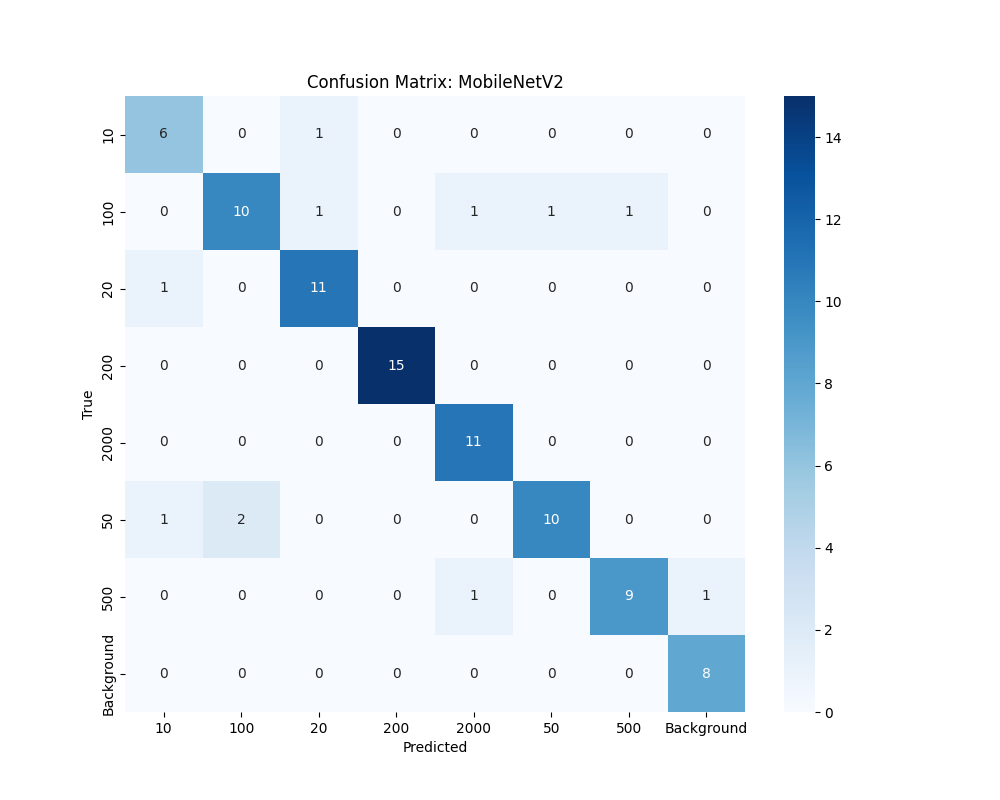 Confusion Matrix: MobileNetV2
10 6 0 1 0 0 0 0 0
100 0 10 1 0 1 1 1 0
20 1 0 11 0 0 0 0 0
200 0 0 0 15 0 0 0 0
2000 0 0 0 0 11 0 0 0
50 1 2 0 0 0 10 0 0
500 0 0 0 0 1 0 9 1
Background 0 0 0 0 0 0 0 8
True
10 100 20 200 2000 50 500 Background
Predicted
14
12
10
8
6
4
2
0